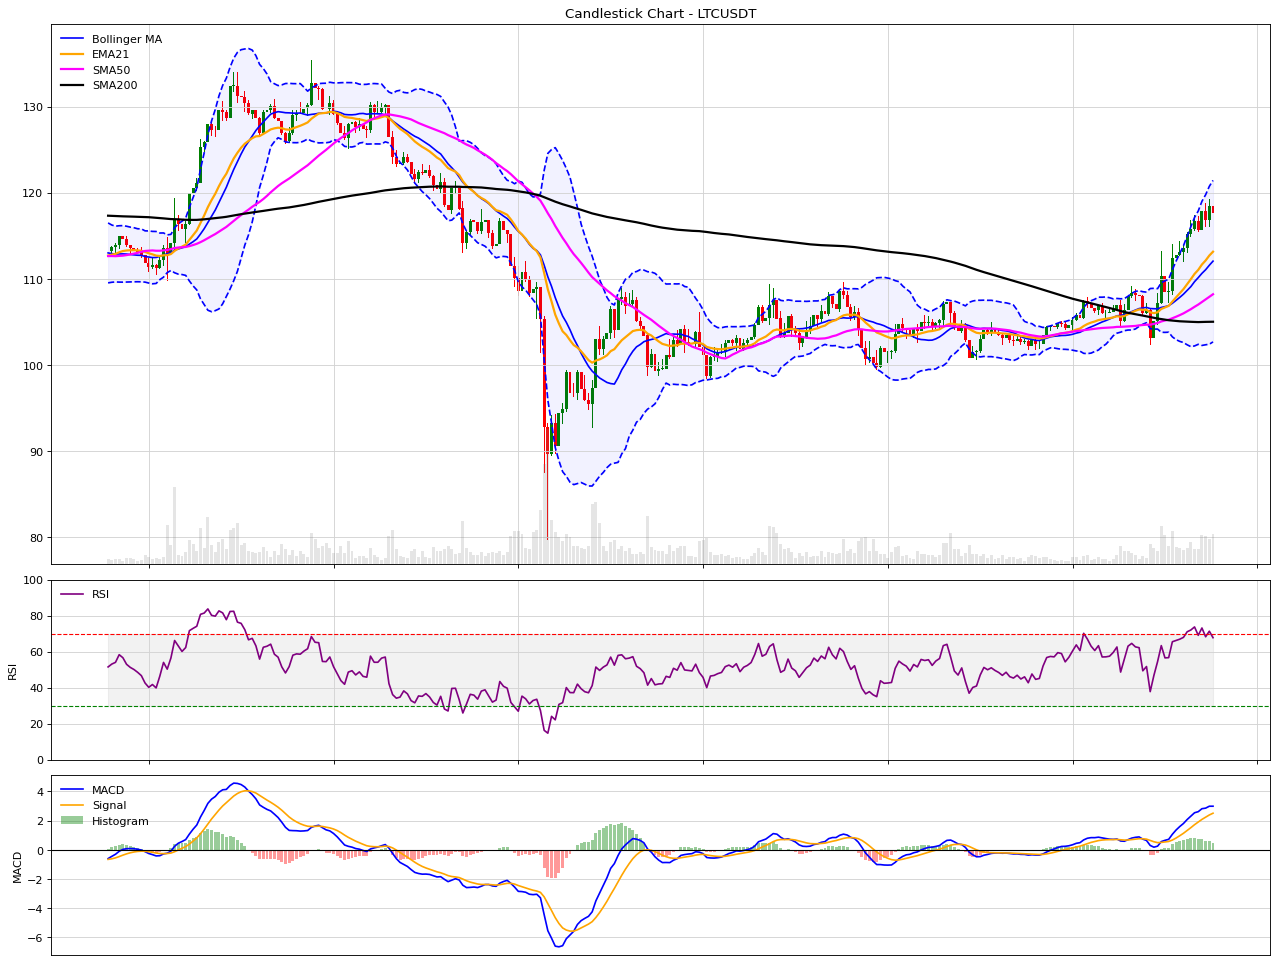 Candlestick Chart - LTCUSDT
Bollinger MA
EMA21
SMA50
SMA200
130
120
110
100
90
80
100
RSI
80
60
40
20
0
RSI
MACD
4
Signal
2
Histogram
0
−2
−4
−6
MACD